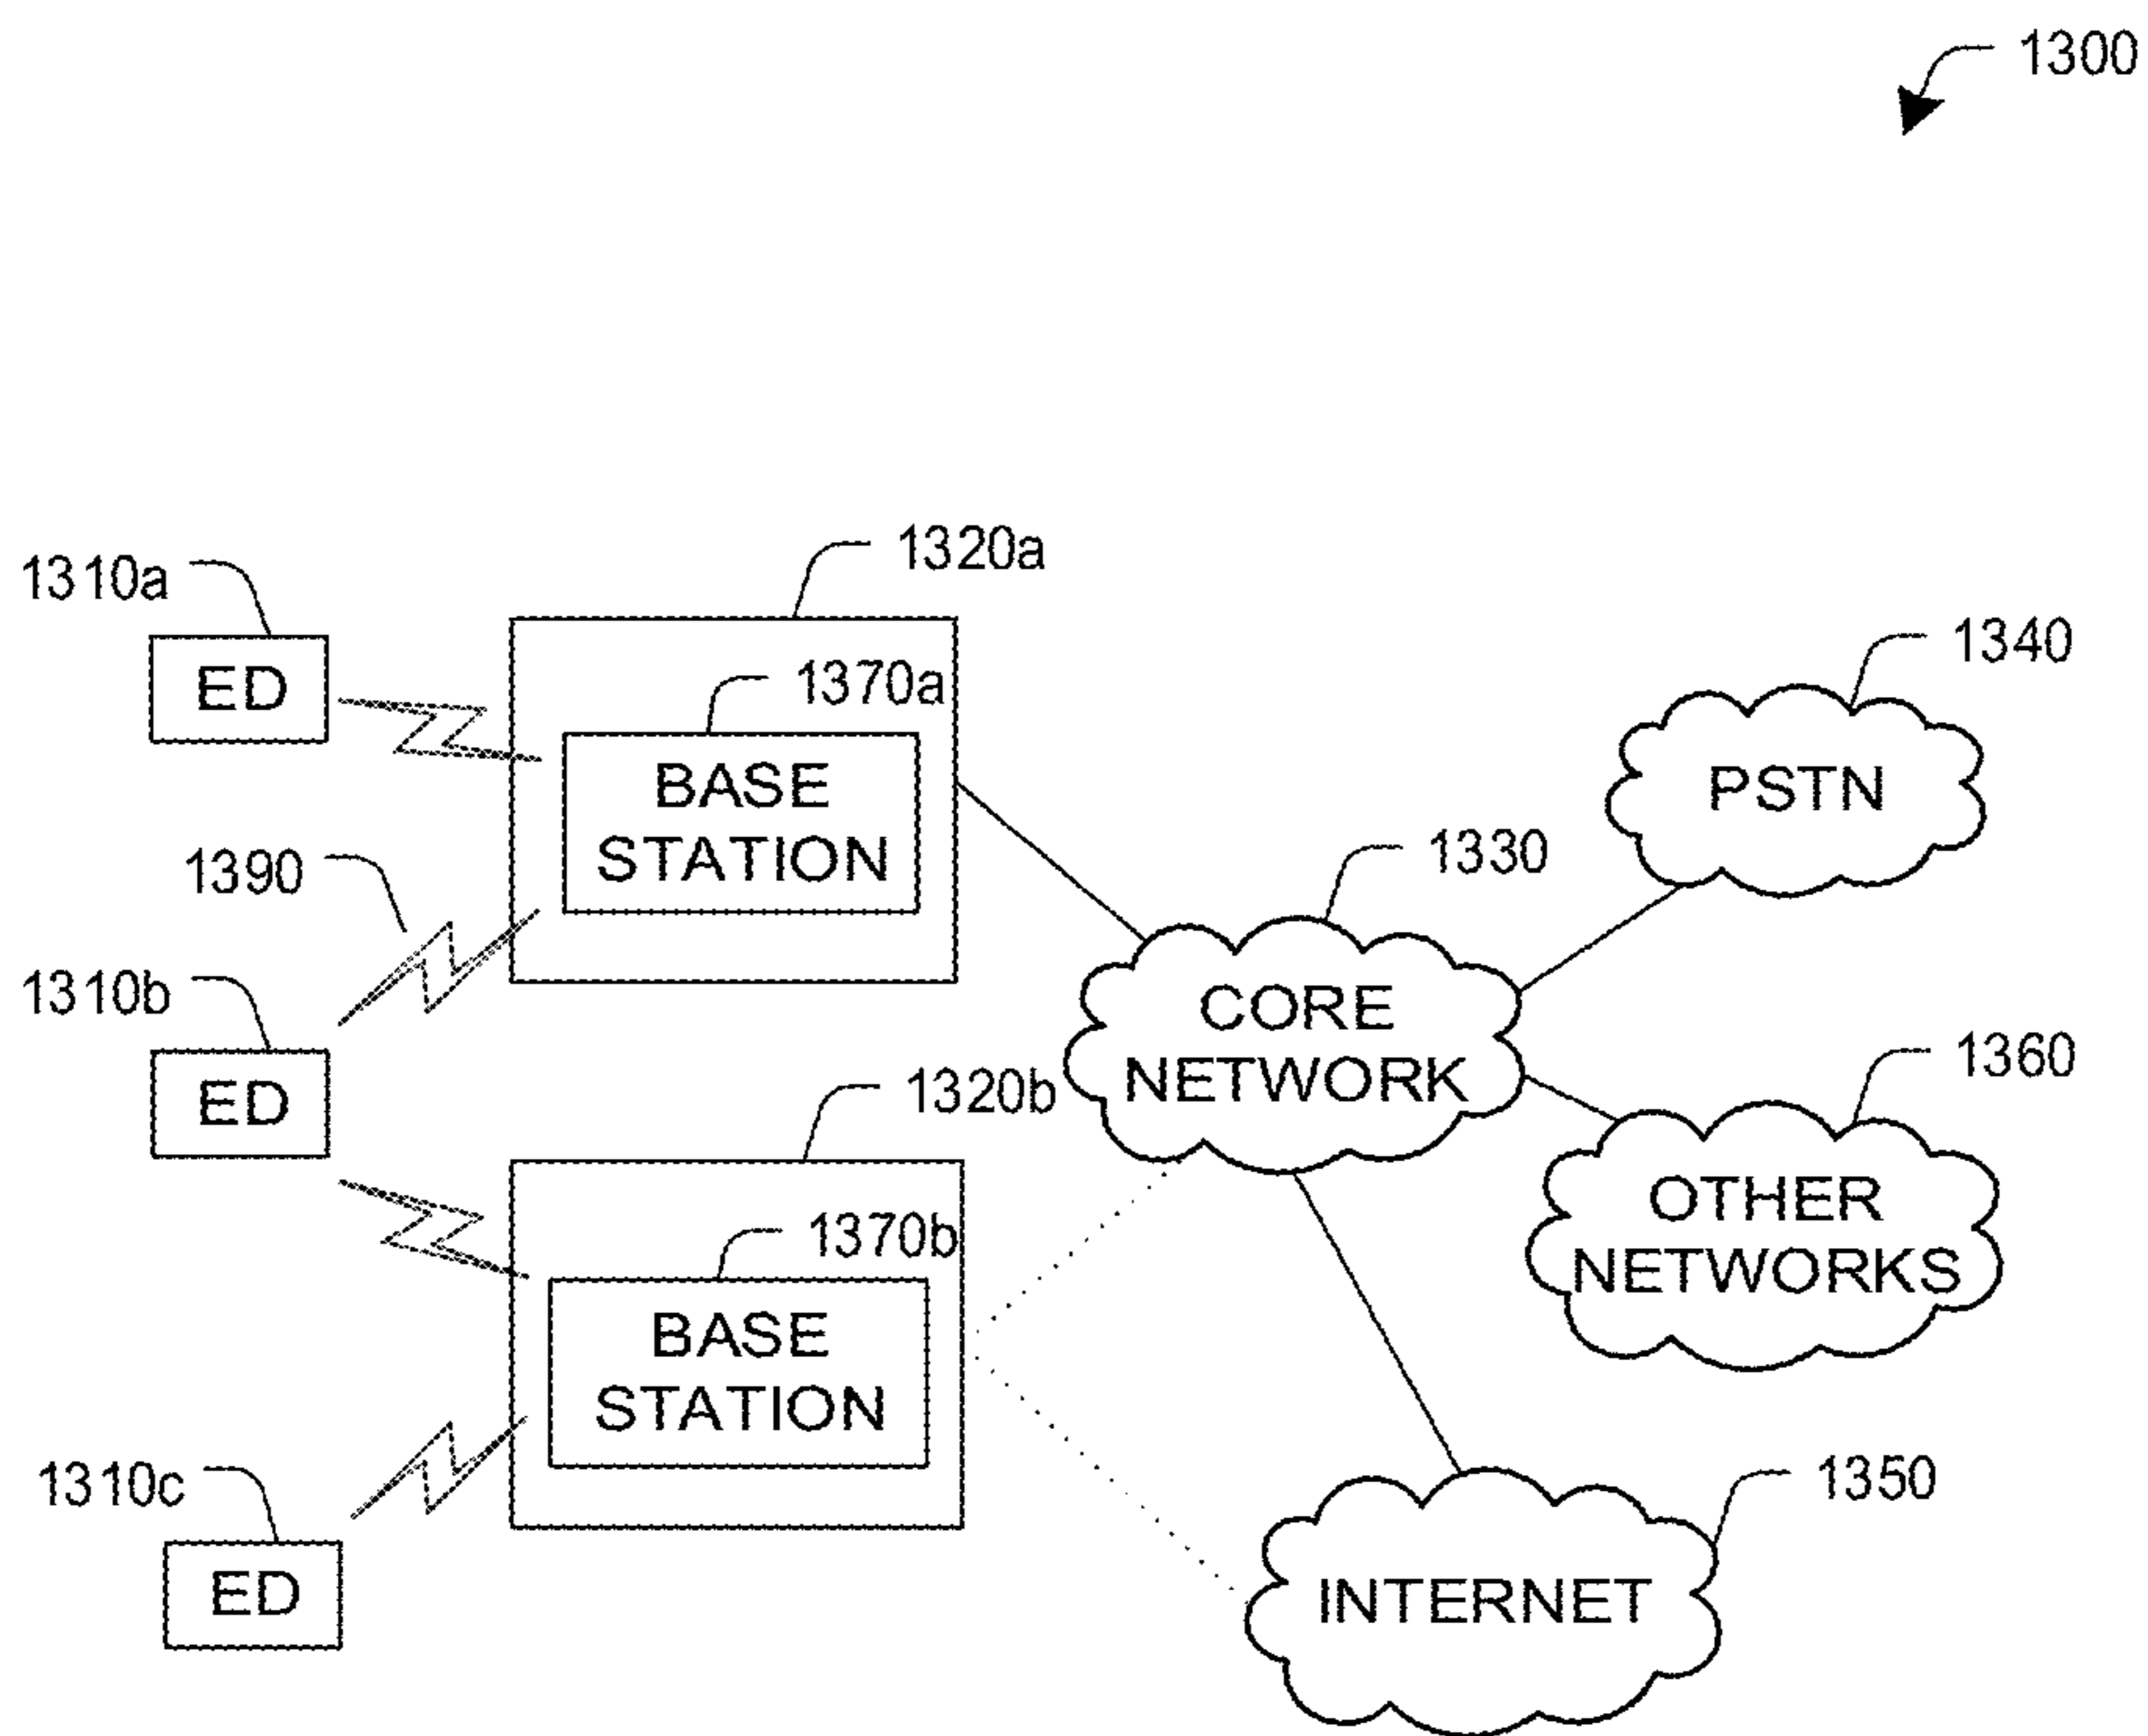 1300
1320a
1310a
ED
1370a
BASE
STATION
1340
PSTN
1390
1330
CORE
NETWORK
1310b
ED
1320b
1360
OTHER
NETWORKS
1370b
BASE
STATION
1310c
ED
1350
INTERNET